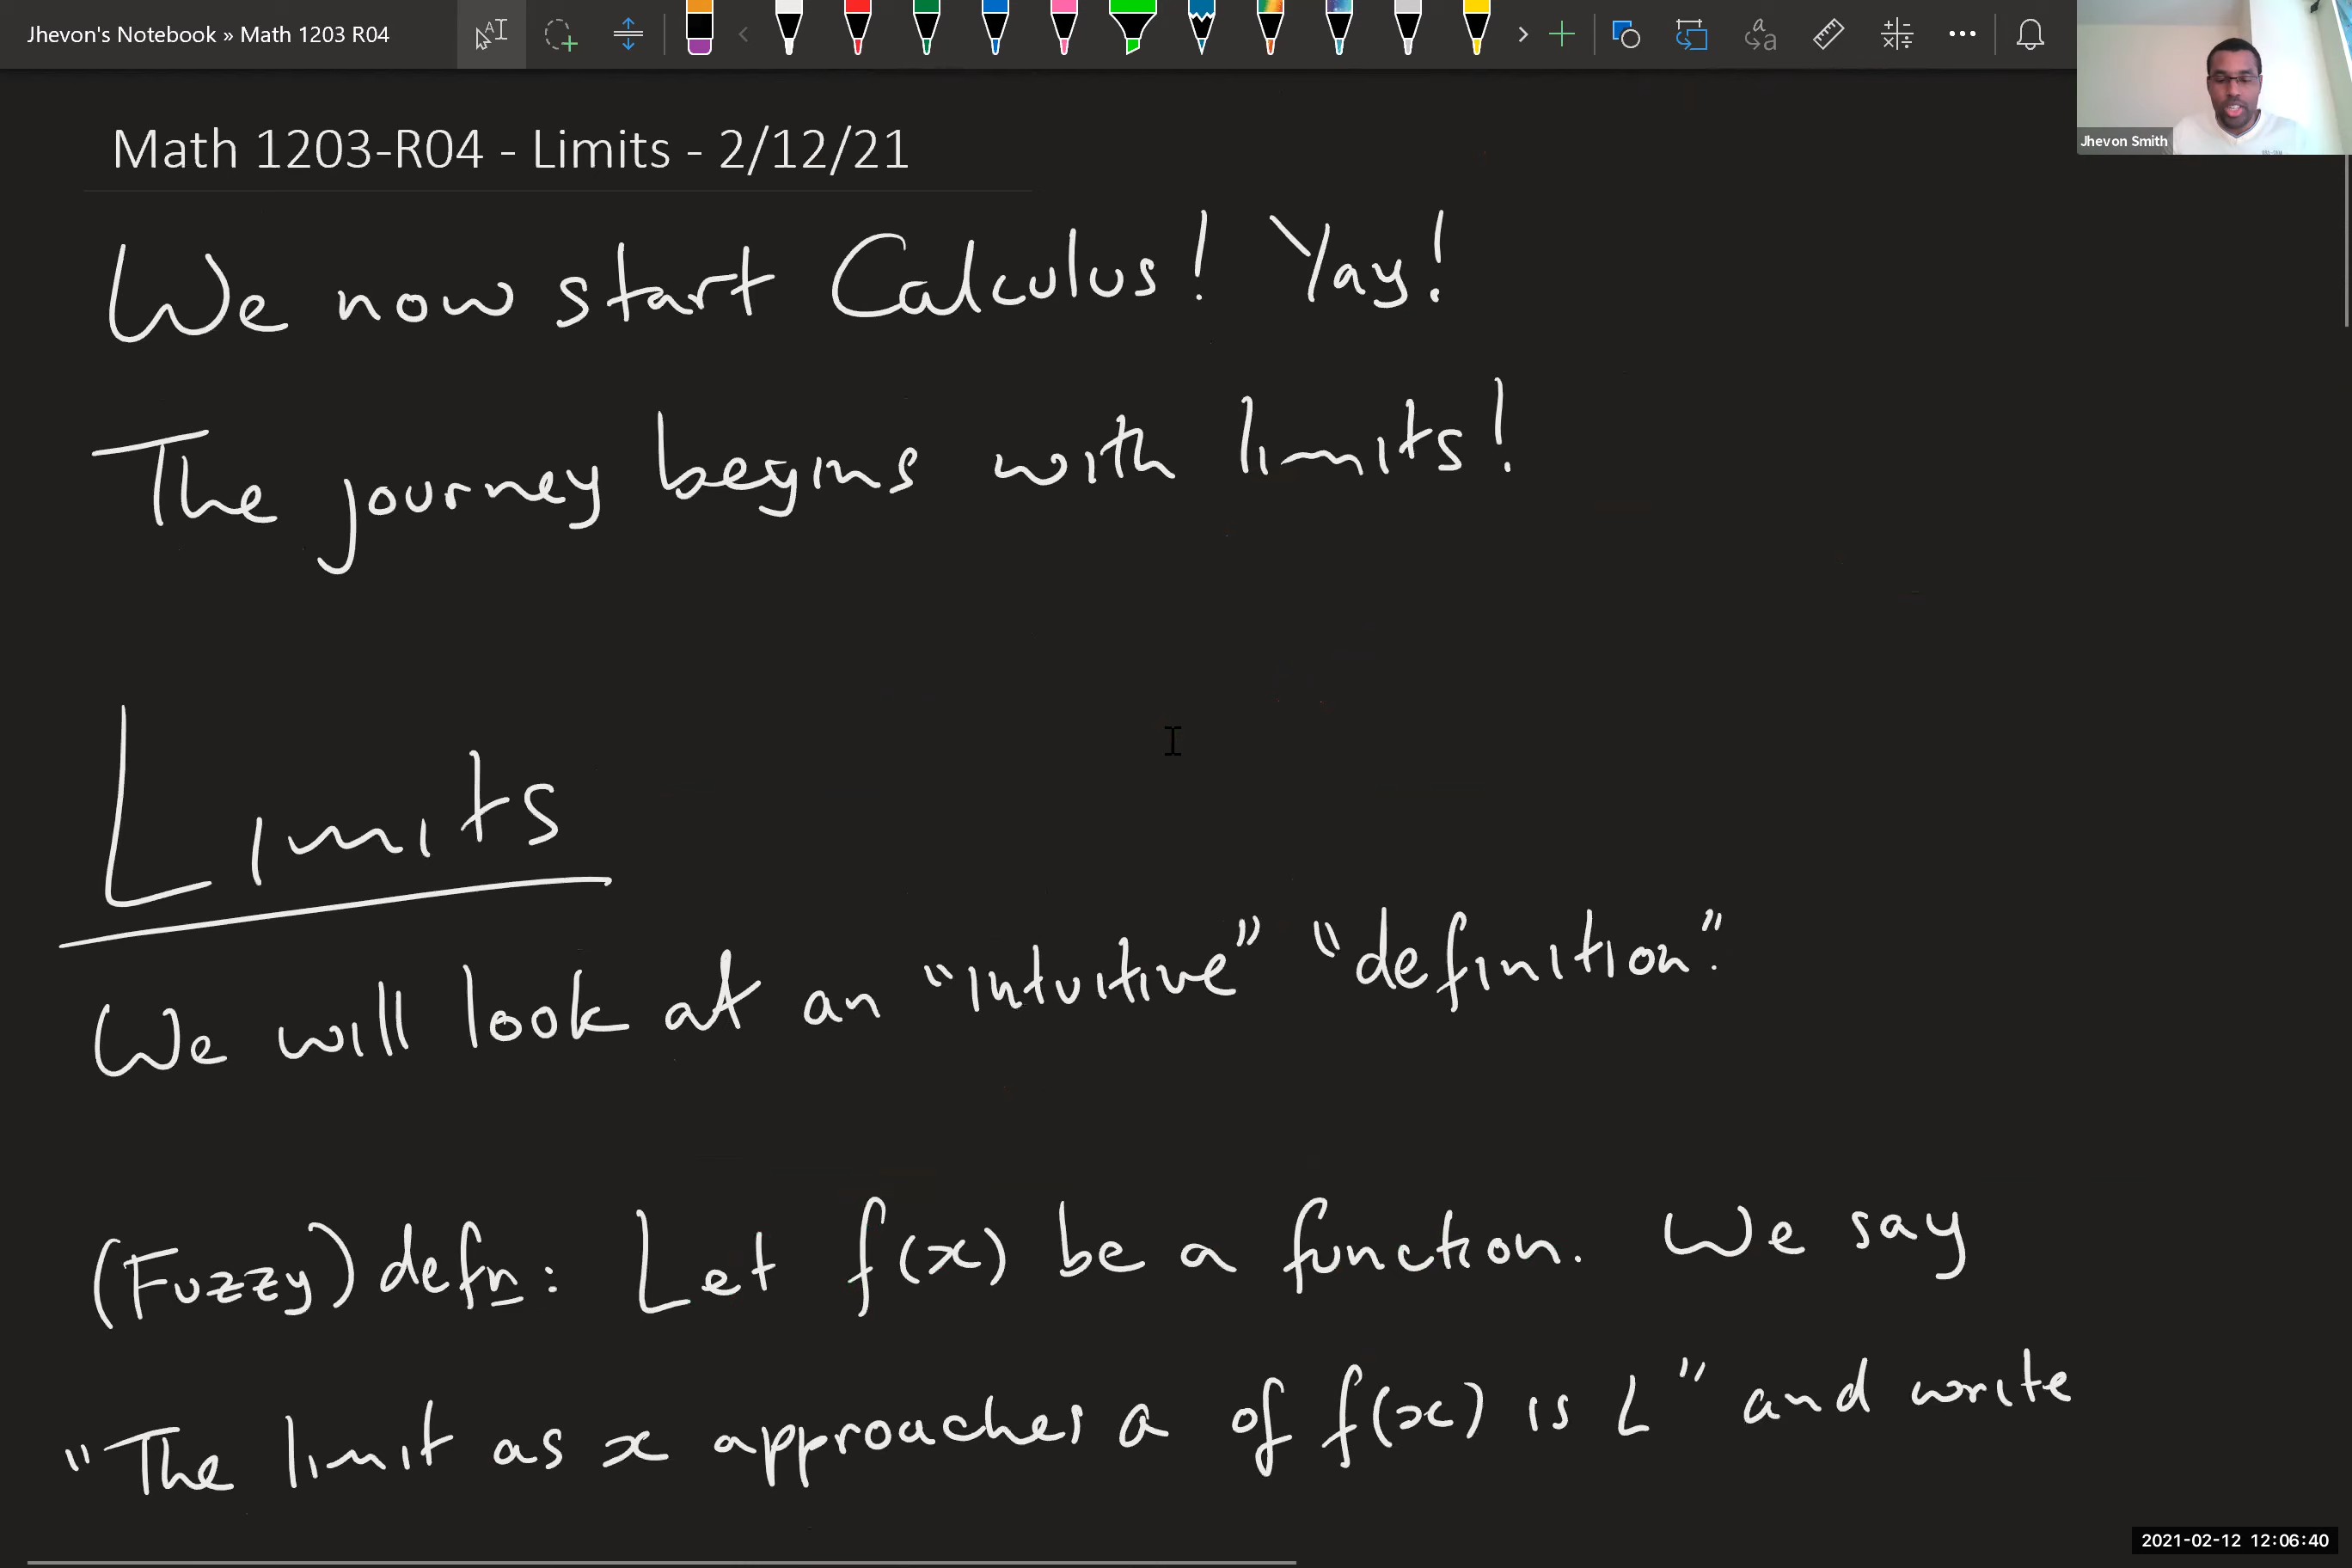 Jhevon's Notebook » Math 1203 R04
Jhevon Smith
Math 1203-R04 - Limits - 2/12/21
We now start Calculus! Yay!
The journey begins with limits!
Limits
We will look at an "intuitive" "definition".
(Fuzzy) defn: Let f(x) be a function. We say
"The limit as x approaches a of f(x) is L" and write
2021-02-12 12:06:40